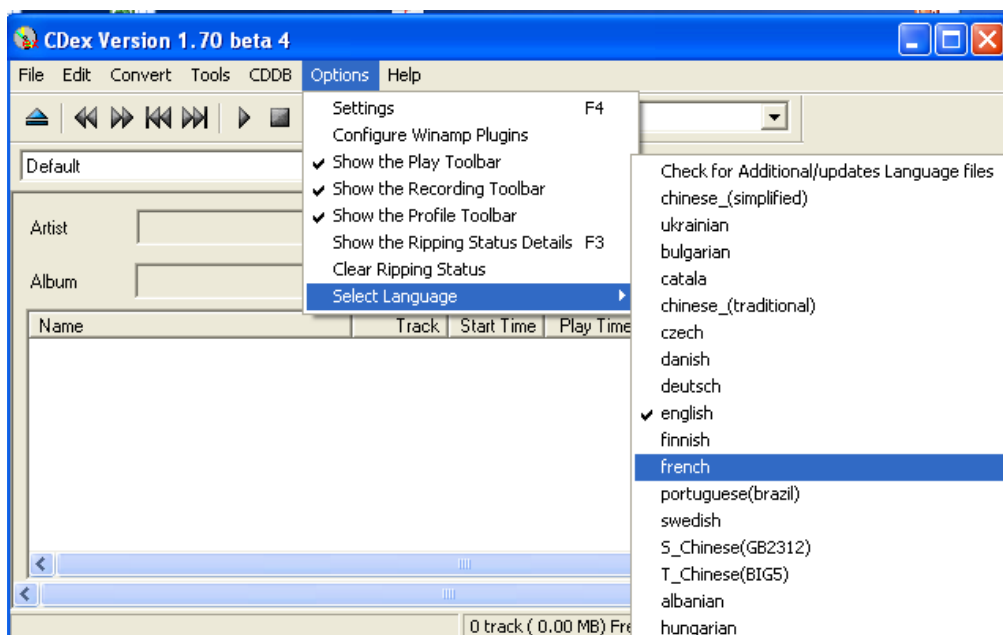 CDex Version 1.70 beta 4
File Edit Convert Tools CDDB Options Help
Default
Artist
Album
Name Track Start Time Play Time
Settings F4
Configure Winamp Plugins
Show the Play Toolbar
Show the Recording Toolbar
Show the Profile Toolbar
Show the Ripping Status Details F3
Clear Ripping Status
Select Language
Check for Additional/updates Language files
chinese_(simplified)
ukrainian
bulgarian
catala
chinese_(traditional)
czech
danish
deutsch
english
finnish
french
portuguese(brazil)
swedish
S_Chinese(GB2312)
T_Chinese(BIG5)
albanian
hungarian
0 track ( 0.00 MB) Fre